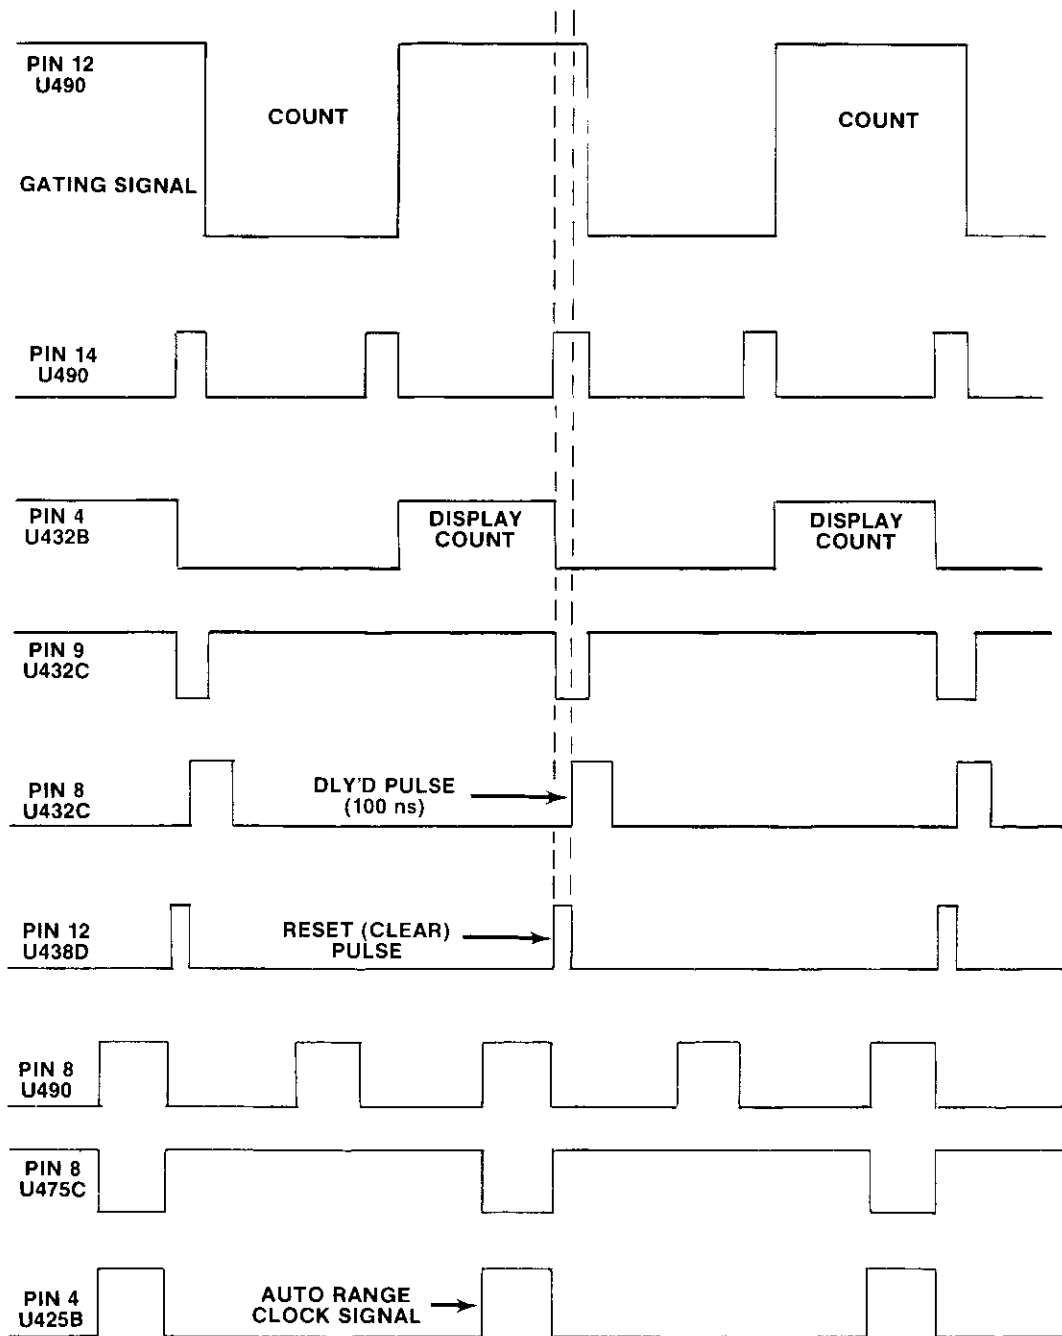 PIN 12
U490
COUNT
COUNT
GATING SIGNAL
PIN 14
U490
PIN 4
U432B
DISPLAY
COUNT
DISPLAY
COUNT
PIN 9
U432C
PIN 8
U432C
DLY'D PULSE
(100 ns)
PIN 12
U438D
RESET (CLEAR)
PULSE
PIN 8
U490
PIN 8
U475C
PIN 4
U425B
AUTO RANGE
CLOCK SIGNAL